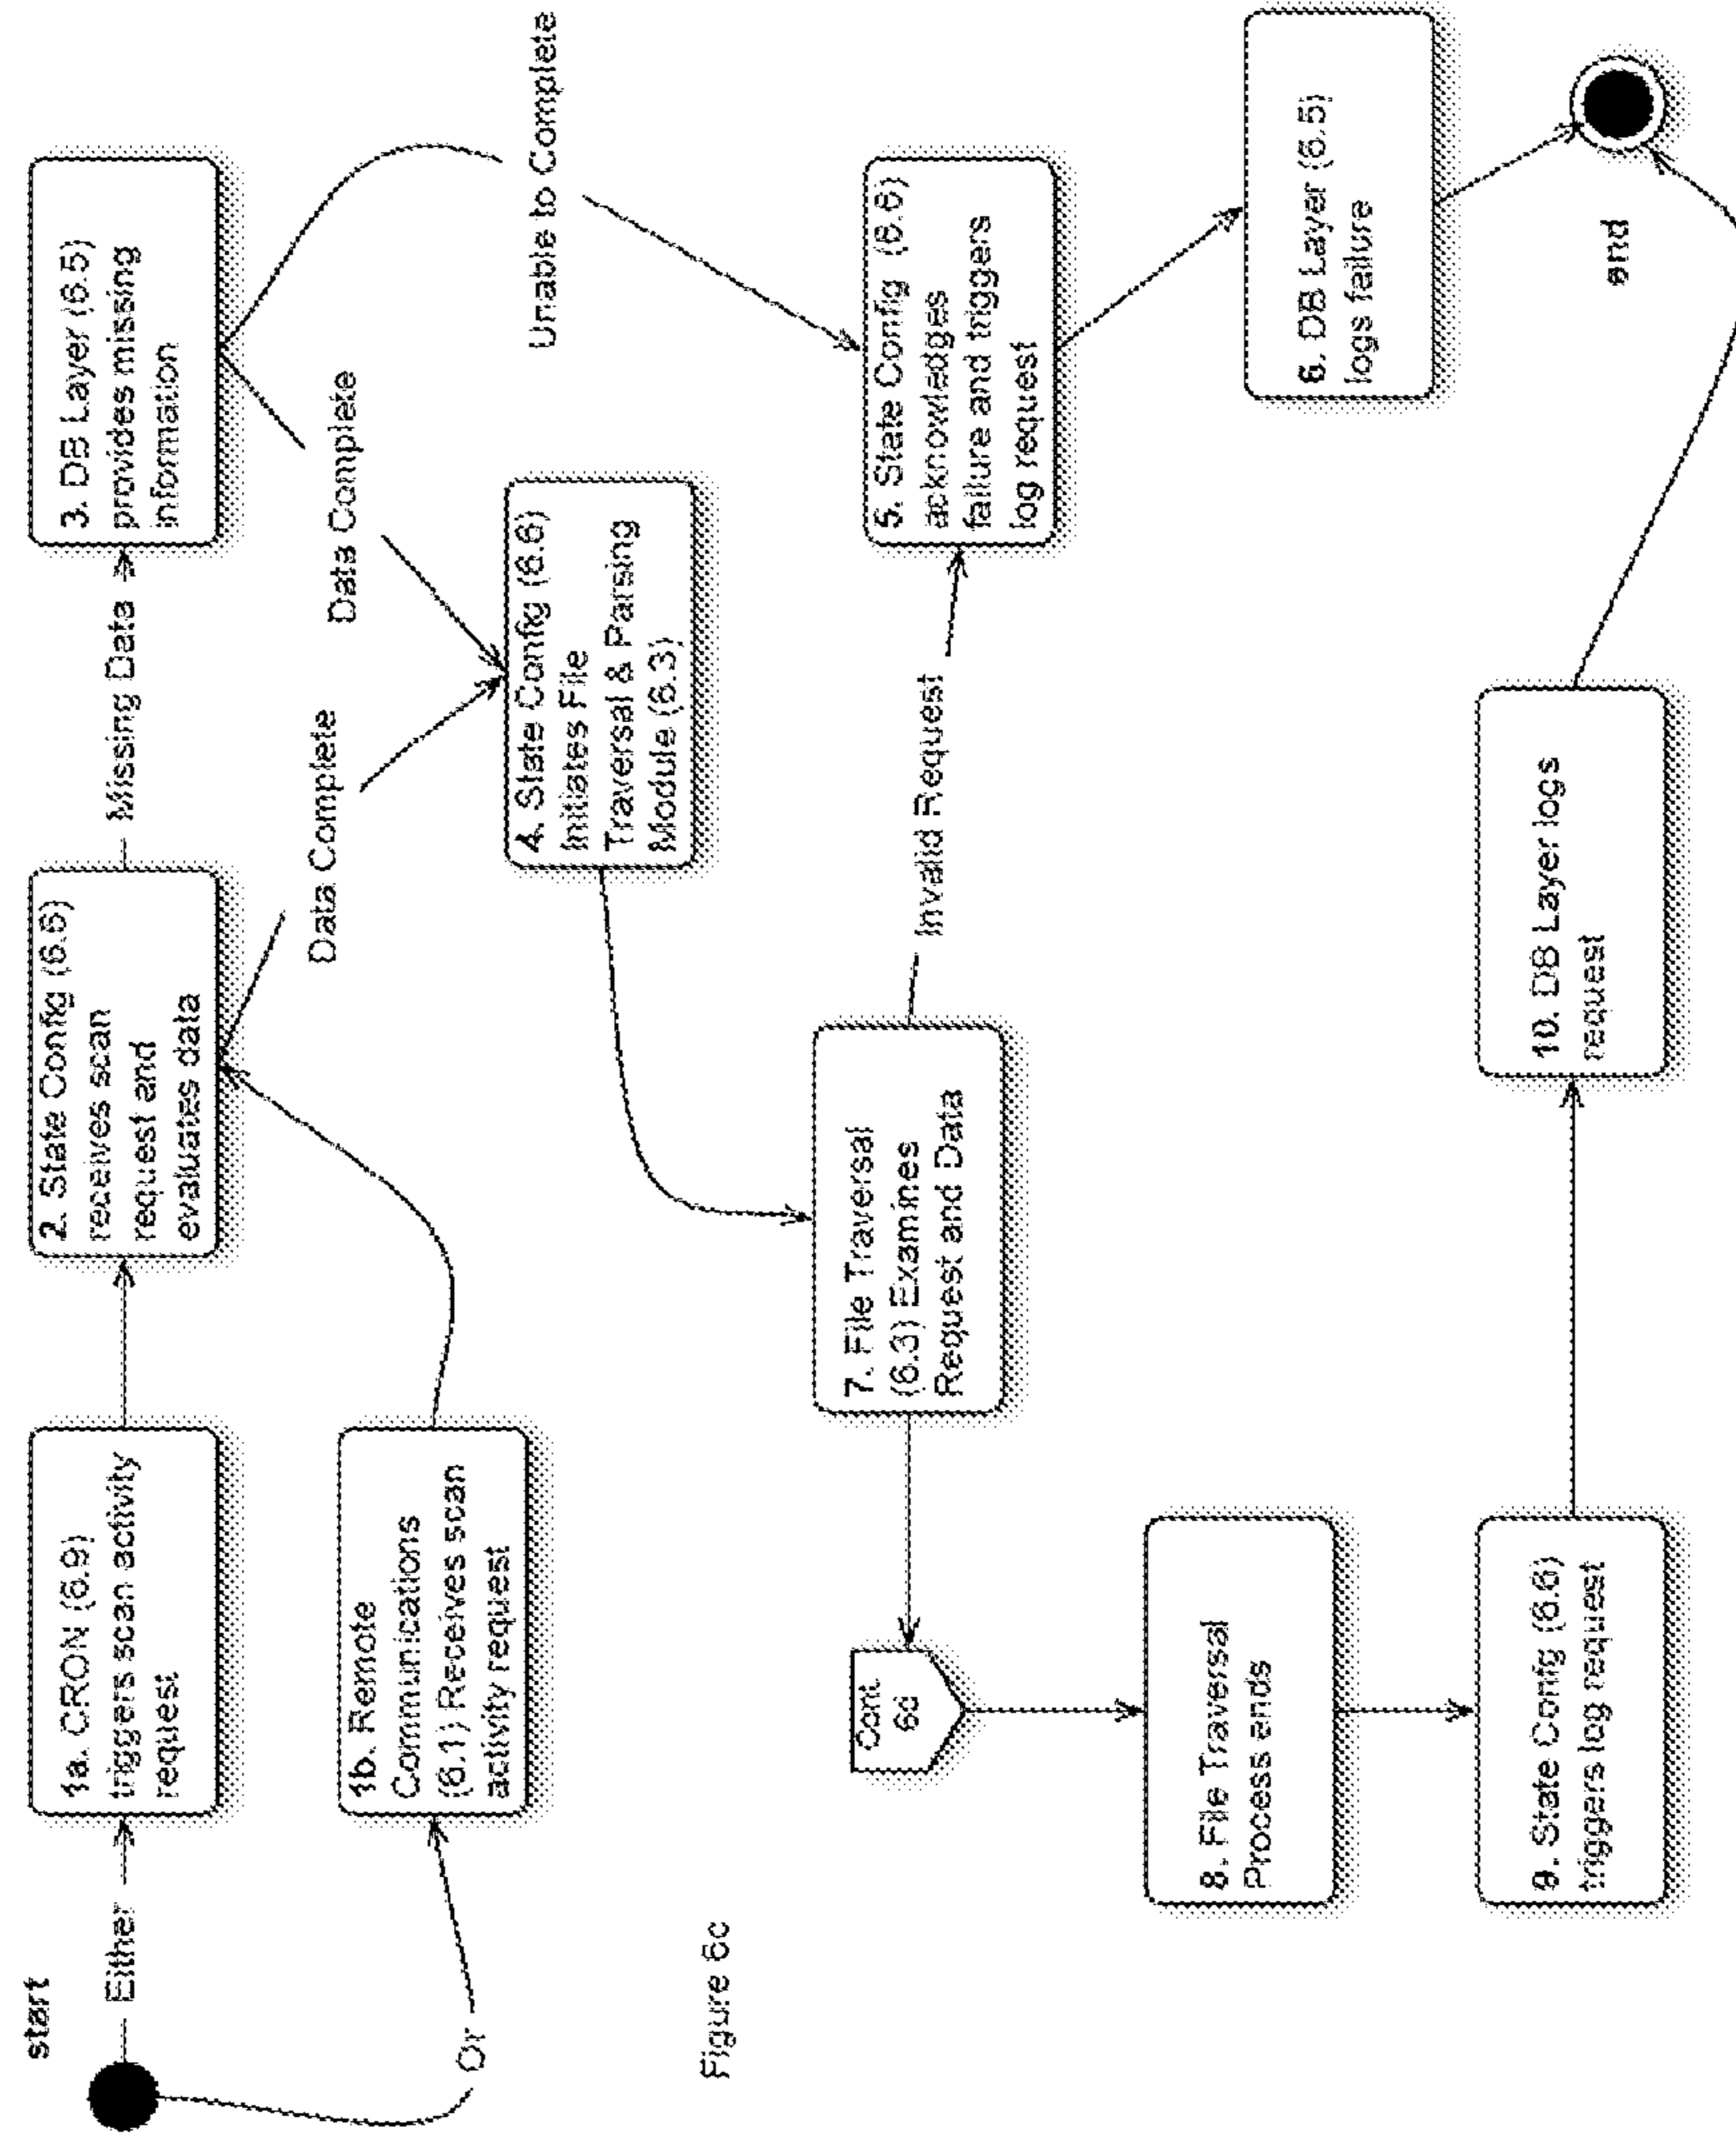 start
Either
1a. CRON (6.9)
triggers scan activity
request
2. State Config (6.6)
receives scan
request and
evaluates data
Missing Data
3. DB Layer (6.5)
provides missing
information
Or
1b. Remote
Communications
(6.1) Receives scan
activity request
Data Complete
Data Complete
Unable to Complete
4. State Config (6.6)
Initiates File
Traversal & Parsing
Module (6.3)
Figure 6c
Cont.
6d
7. File Traversal
(6.3) Examines
Request and Data
Invalid Request
5. State Config (6.6)
acknowledges
failure and triggers
log request
8. File Traversal
Process ends
6. DB Layer (6.5)
logs failure
9. State Config (6.6)
triggers log request
10. DB Layer logs
request
end